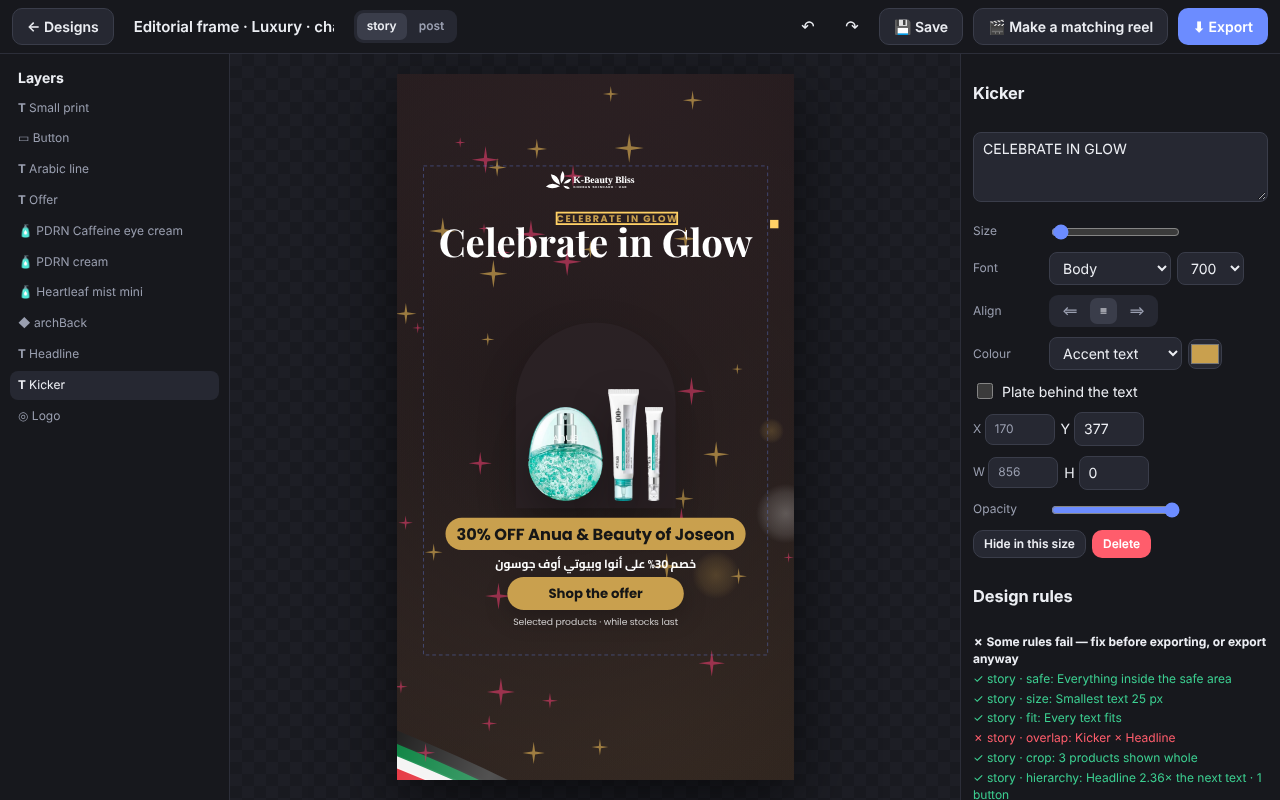 ← Designs
Editorial frame · Luxury · cha
story
post
↶
↷
💾 Save
🎬 Make a matching reel
⬇ Export
Layers
T Small print
▭ Button
T Arabic line
T Offer
🧴 PDRN Caffeine eye cream
🧴 PDRN cream
🧴 Heartleaf mist mini
◆ archBack
T Headline
T Kicker
◎ Logo
K-Beauty Bliss
CELEBRATE IN GLOW
Celebrate in Glow
30% OFF Anua & Beauty of Joseon
خصم 30% على أنوا وبيوتي أوف جوسون
Shop the offer
Selected products · while stocks last
Kicker
CELEBRATE IN GLOW
Size
Font
Body
700
Align
Colour
Accent text
Plate behind the text
X 170 Y 377
W 856 H 0
Opacity
Hide in this size
Delete
Design rules
✕ Some rules fail — fix before exporting, or export
anyway
✓ story · safe: Everything inside the safe area
✓ story · size: Smallest text 25 px
✓ story · fit: Every text fits
✕ story · overlap: Kicker × Headline
✓ story · crop: 3 products shown whole
✓ story · hierarchy: Headline 2.36× the next text · 1
button